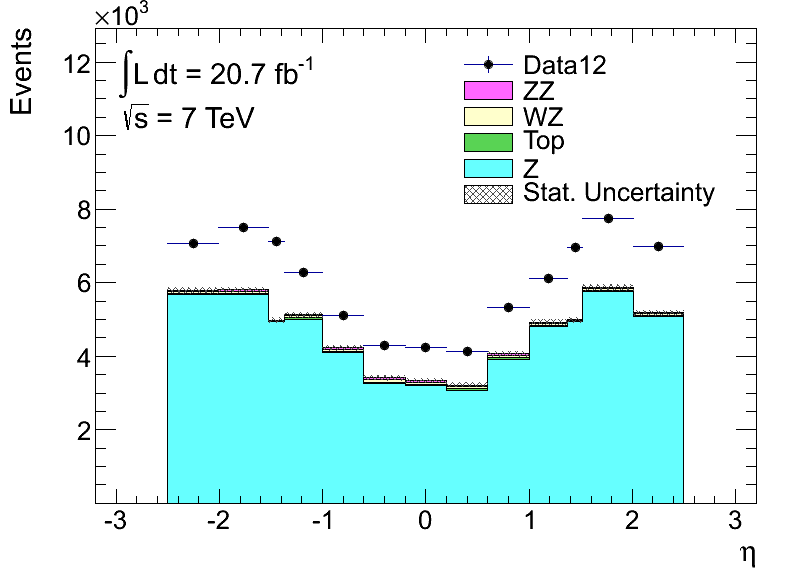 ×10³
Events
∫L dt = 20.7 fb⁻¹
√s = 7 TeV
Data12
ZZ
WZ
Top
Z
Stat. Uncertainty
12
10
8
6
4
2
-3 -2 -1 0 1 2 3
η